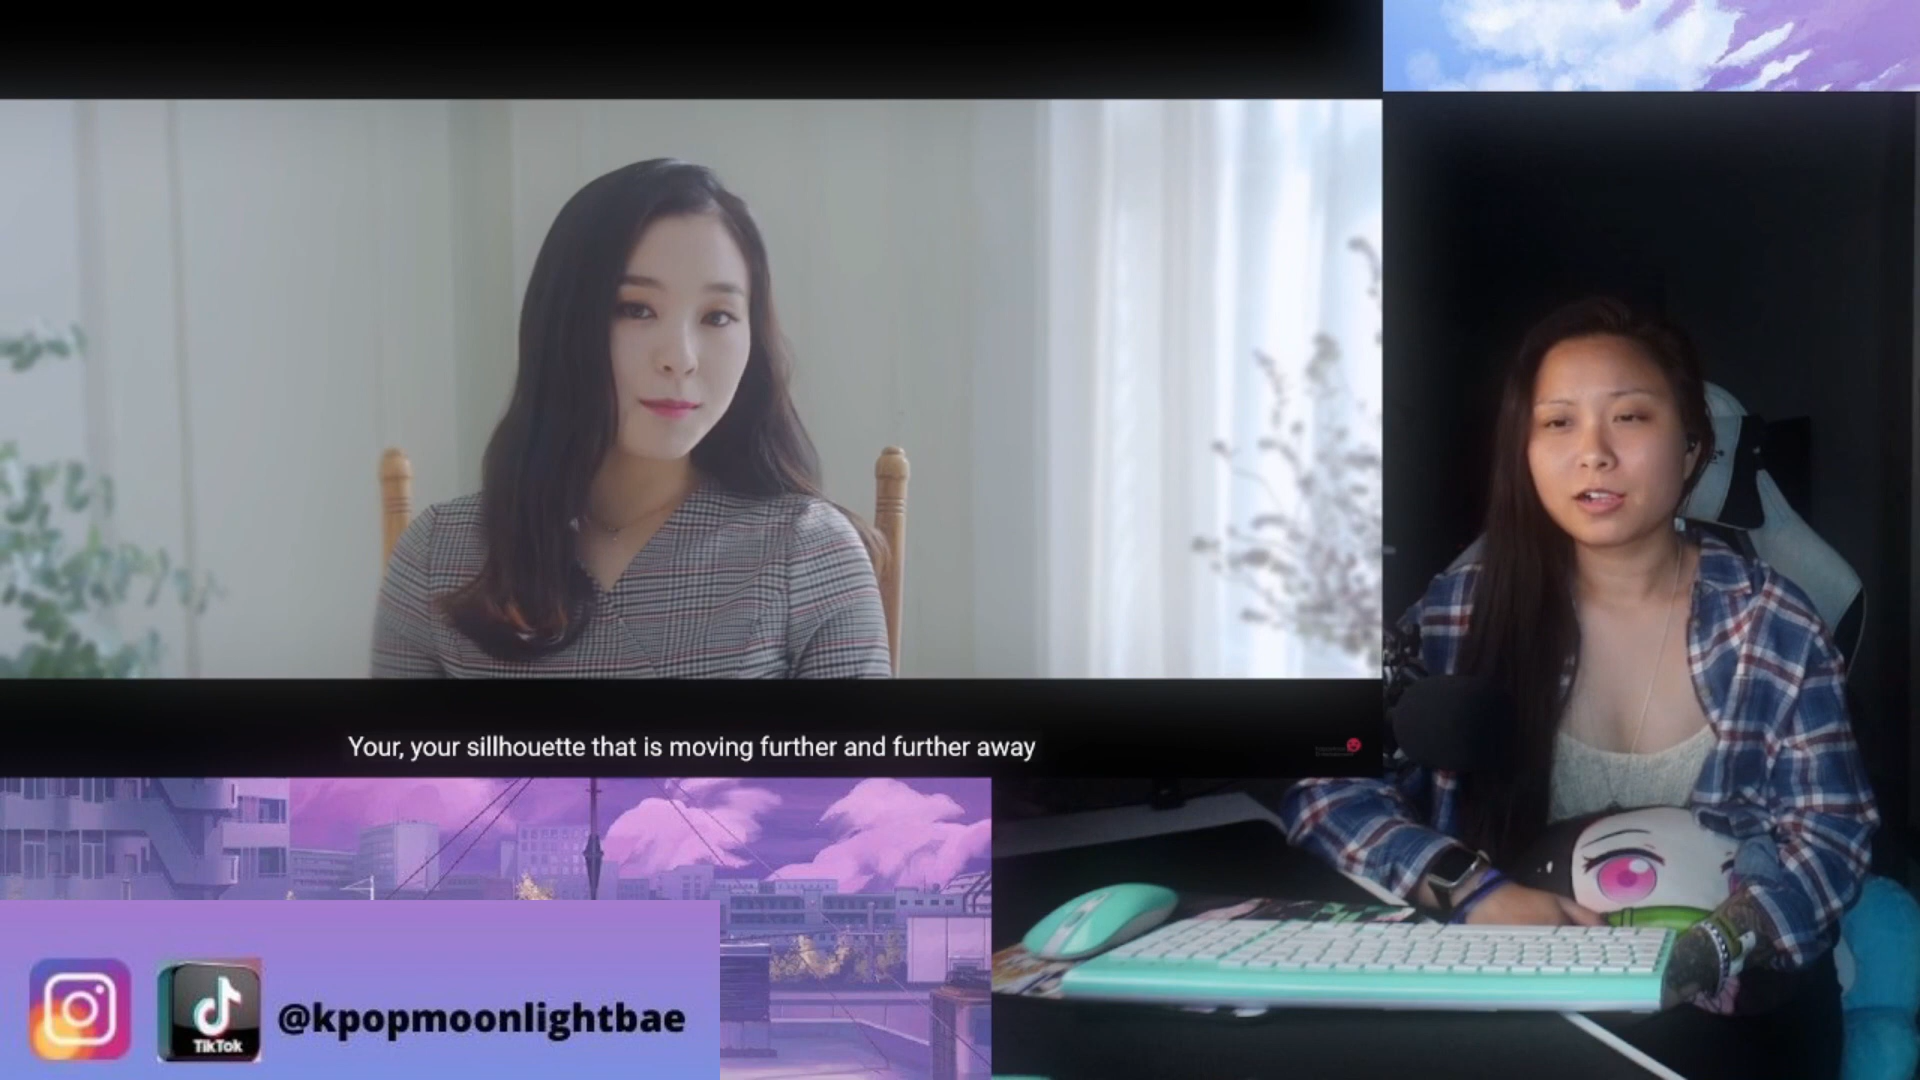 Your, your sillhouette that is moving further and further away
TikTok
@kpopmoonlightbae